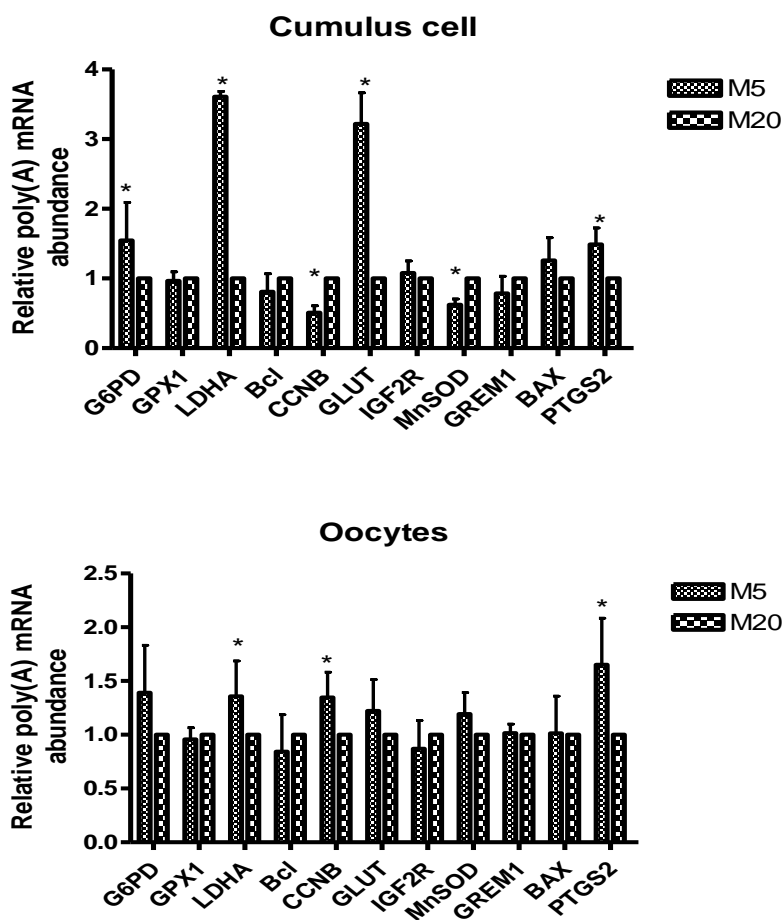 Cumulus cell
Relative poly(A) mRNA
abundance
4
3
2
1
0
* * * * * *
M5
M20
G6PD GPX1 LDHA Bcl CCNB GLUT IGF2R MnSOD GREM1 BAX PTGS2
Oocytes
Relative poly(A) mRNA
abundance
2.5
2.0
1.5
1.0
0.5
0.0
* * *
M5
M20
G6PD GPX1 LDHA Bcl CCNB GLUT IGF2R MnSOD GREM1 BAX PTGS2